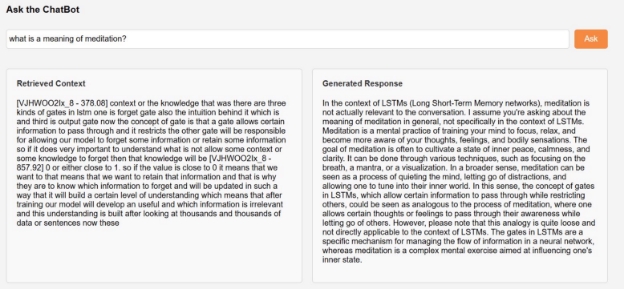 Ask the ChatBot
what is a meaning of meditation?
Ask
Retrieved Context
[VJHWOO2Ix_8 - 378.08] context or the knowledge that was there are three
kinds of gates in lstm one is forget gate also the intuition behind it which is
and third is output gate now the concept of gate is that a gate allows certain
information to pass through and it restricts the other gate will be responsible
for allowing our model to forget some information or retain some information
so if it does very important to understand what is not allow some context or
some knowledge to forget then that knowledge will be [VJHWOO2Ix_8 -
857.92] 0 or either close to 1. so if the value is close to 0 it means that we
want to that means that we want to retain that information and that is why
they are to know which information to forget and will be updated in such a
way that it will build a certain level of understanding which means that after
training our model will develop an useful and which information is irrelevant
and this understanding is built after looking at thousands and thousands of
data or sentences now these
Generated Response
In the context of LSTMs (Long Short-Term Memory networks), meditation is
not actually relevant to the conversation. I assume you're asking about the
meaning of meditation in general, not specifically in the context of LSTMs.
Meditation is a mental practice of training your mind to focus, relax, and
become more aware of your thoughts, feelings, and bodily sensations. The
goal of meditation is often to cultivate a state of inner peace, calmness, and
clarity. It can be done through various techniques, such as focusing on the
breath, a mantra, or a visualization. In a broader sense, meditation can be
seen as a process of quieting the mind, letting go of distractions, and
allowing one to tune into their inner world. In this sense, the concept of gates
in LSTMs, which allow certain information to pass through while restricting
others, could be seen as analogous to the process of meditation, where one
allows certain thoughts or feelings to pass through their awareness while
letting go of others. However, please note that this analogy is quite loose and
not directly applicable to the context of LSTMs. The gates in LSTMs are a
specific mechanism for managing the flow of information in a neural network,
whereas meditation is a complex mental exercise aimed at influencing one's
inner state.